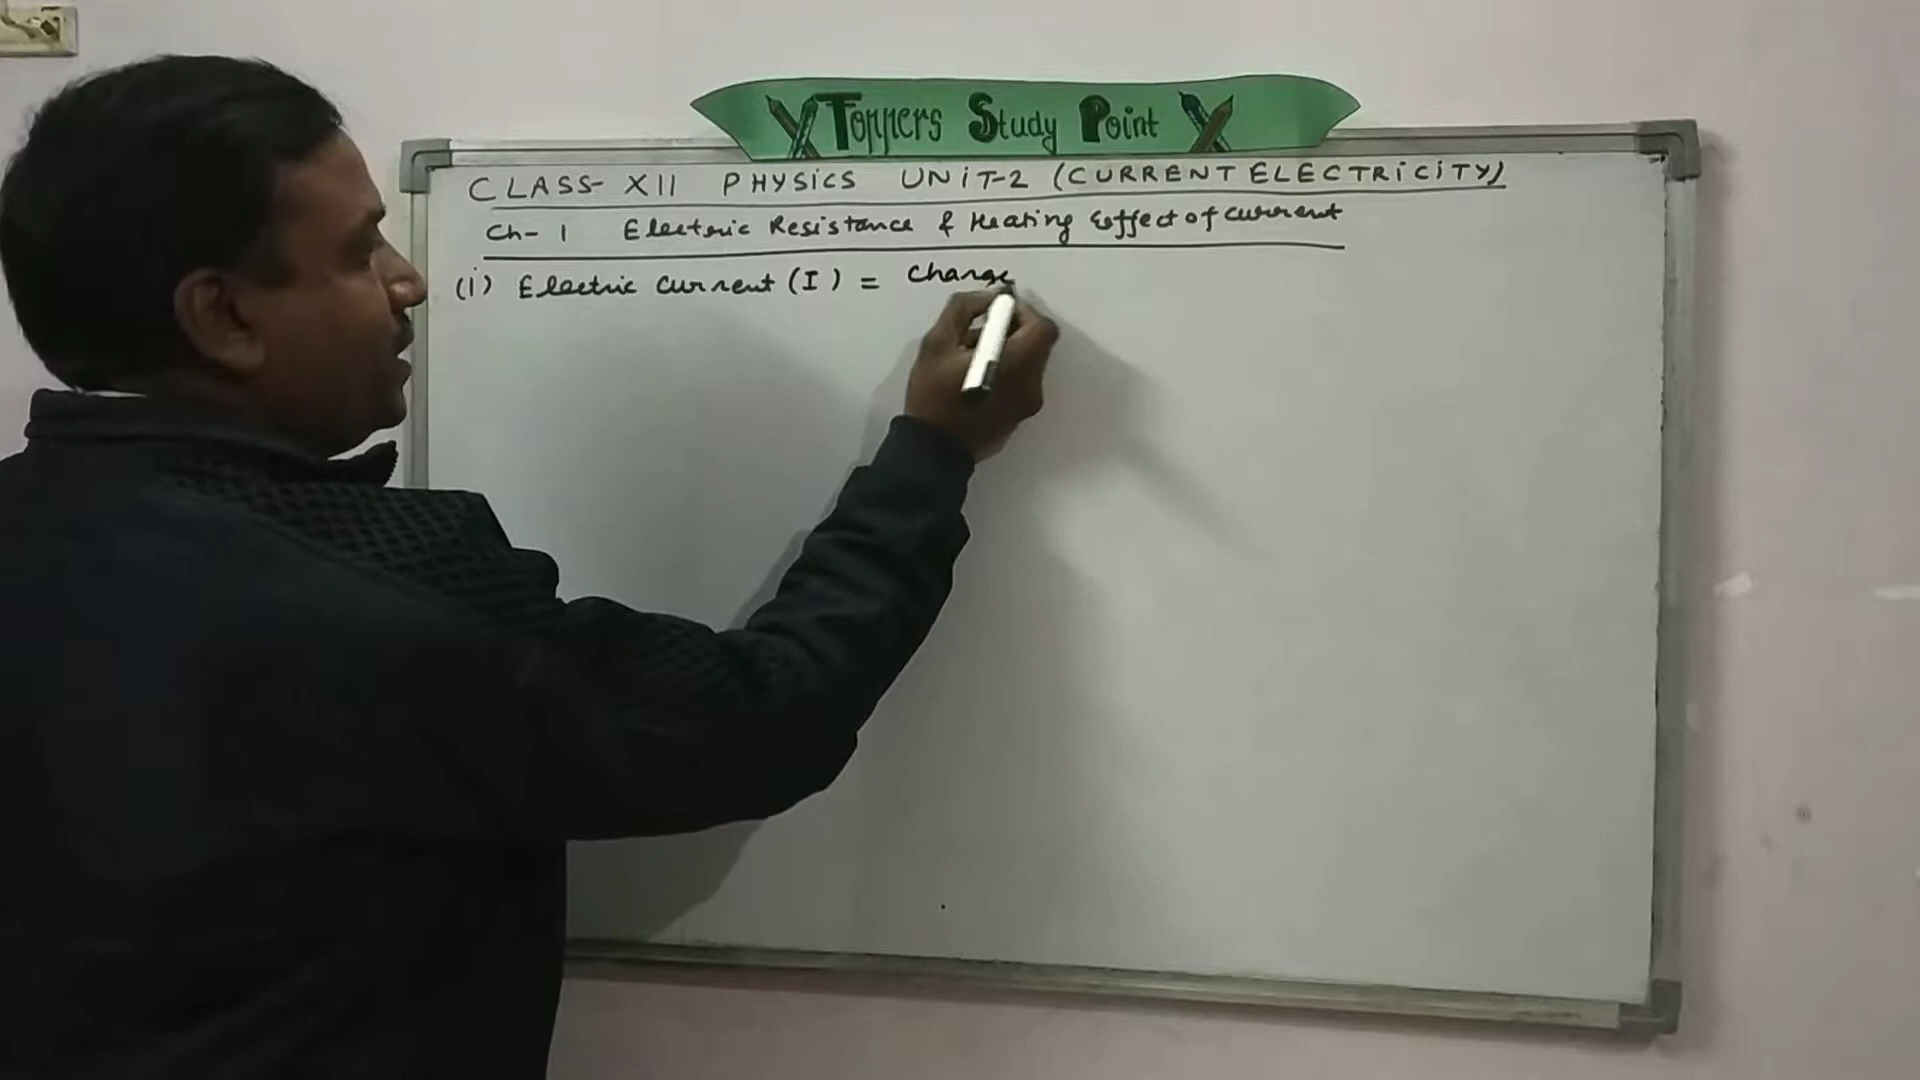 Toppers Study Point
CLASS- XII PHYSICS UNiT-2 (CURRENT ELECTRiCiTY)
Ch- 1 Electric Resistance & Heating Effect of current
(i) Electric Current (I) = Change